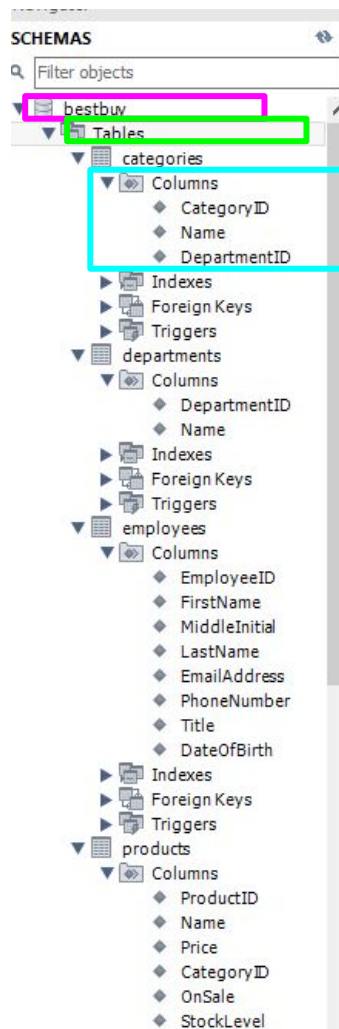 SCHEMAS
Filter objects
bestbuy
Tables
categories
Columns
CategoryID
Name
DepartmentID
Indexes
Foreign Keys
Triggers
departments
Columns
DepartmentID
Name
Indexes
Foreign Keys
Triggers
employees
Columns
EmployeeID
FirstName
MiddleInitial
LastName
EmailAddress
PhoneNumber
Title
DateOfBirth
Indexes
Foreign Keys
Triggers
products
Columns
ProductID
Name
Price
CategoryID
OnSale
StockLevel